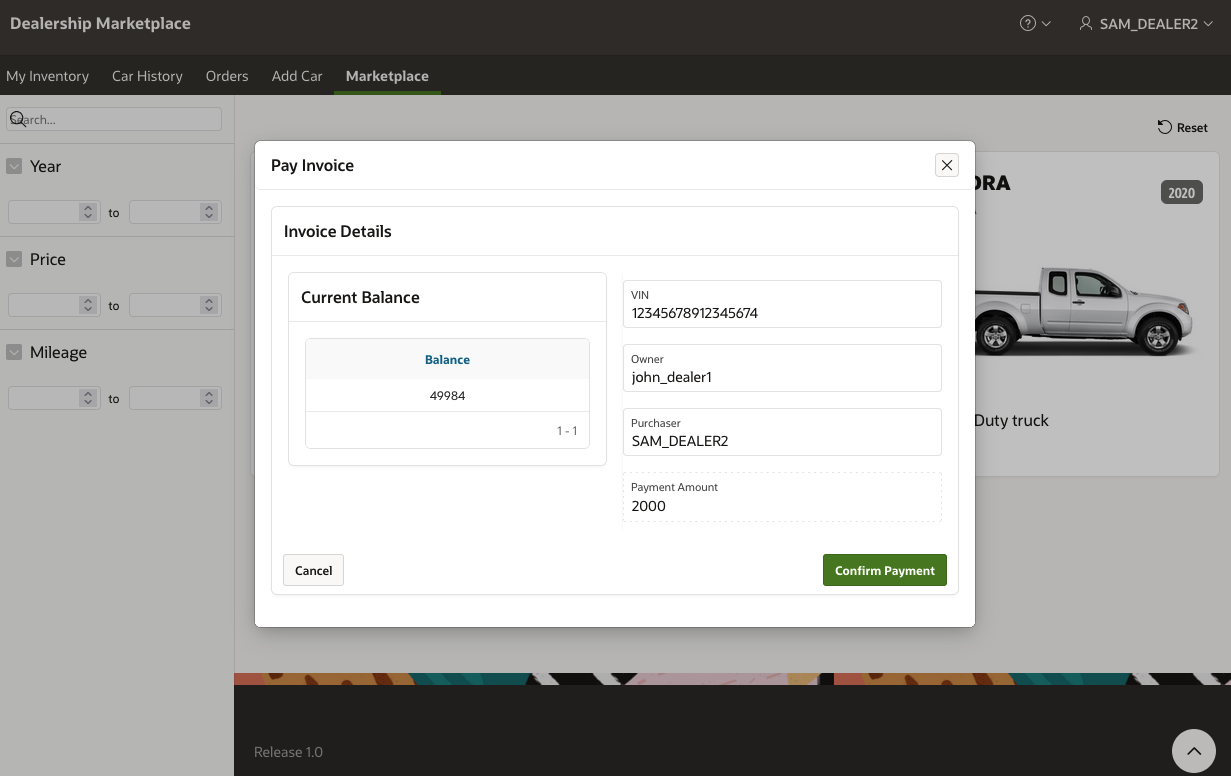 Dealership Marketplace
SAM_DEALER2
My Inventory Car History Orders Add Car Marketplace
Search...
Reset
Year
to
Price
to
Mileage
to
2020
Pay Invoice
Invoice Details
Current Balance
Balance
49984
1 - 1
VIN
12345678912345674
Owner
john_dealer1
Purchaser
SAM_DEALER2
Payment Amount
2000
Cancel
Confirm Payment
Duty truck
Release 1.0